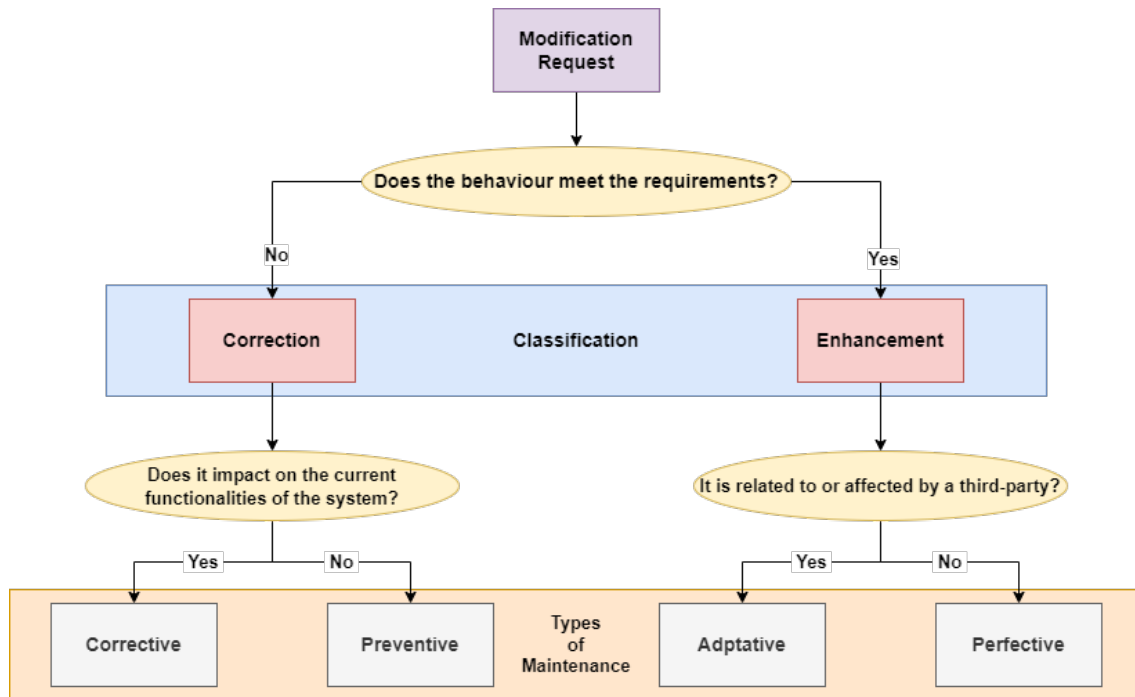 Modification
Request
Does the behaviour meet the requirements?
No
Yes
Correction
Classification
Enhancement
Does it impact on the current
functionalities of the system?
It is related to or affected by a third-party?
Yes
No
Yes
No
Corrective
Preventive
Types
of
Maintenance
Adptative
Perfective